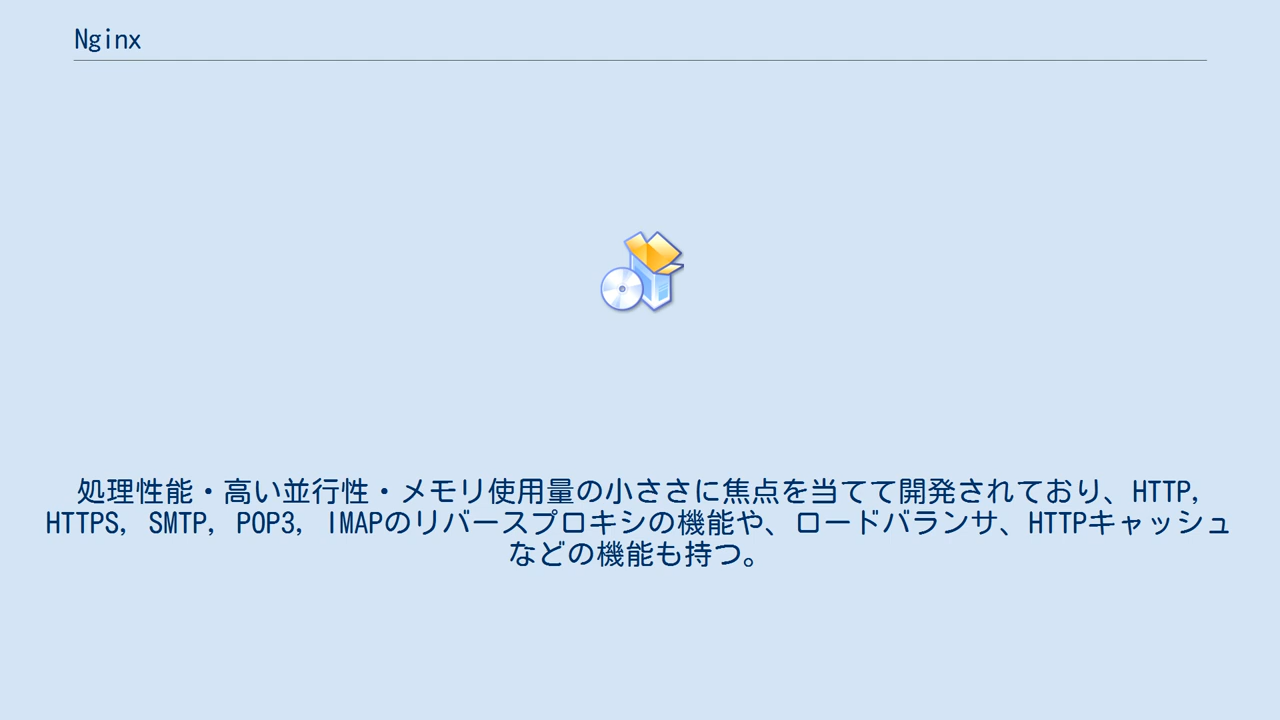 Nginx
処理性能・高い並行性・メモリ使用量の小ささに焦点を当てて開発されており、HTTP,
HTTPS, SMTP, POP3, IMAPのリバースプロキシの機能や、ロードバランサ、HTTPキャッシュ
などの機能も持つ。